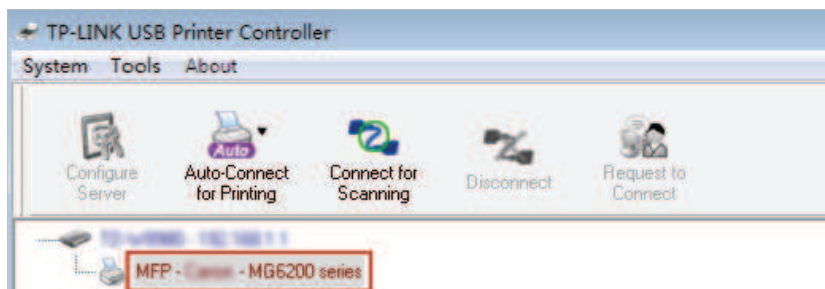 TP-LINK USB Printer Controller
System Tools About
Configure Server
Auto
Auto-Connect for Printing
Connect for Scanning
Disconnect
Request to Connect
MFP - - MG6200 series